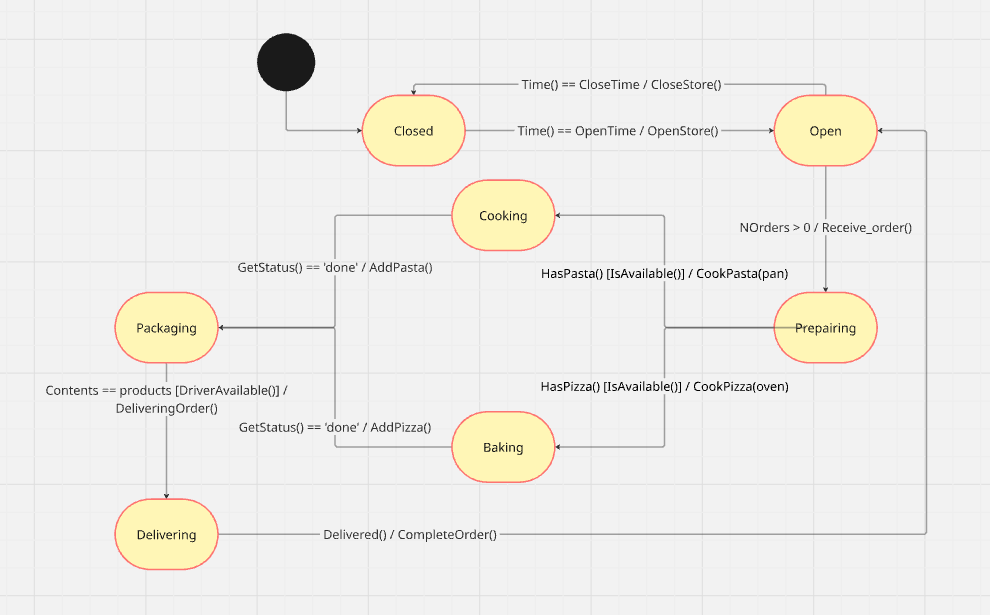 Time() == CloseTime / CloseStore()
Closed
Time() == OpenTime / OpenStore()
Open
Cooking
NOrders > 0 / Receive_order()
GetStatus() == 'done' / AddPasta()
HasPasta() [IsAvailable()] / CookPasta(pan)
Packaging
Prepairing
HasPizza() [IsAvailable()] / CookPizza(oven)
Contents == products [DriverAvailable()] /
DeliveringOrder()
GetStatus() == 'done' / AddPizza()
Baking
Delivering
Delivered() / CompleteOrder()